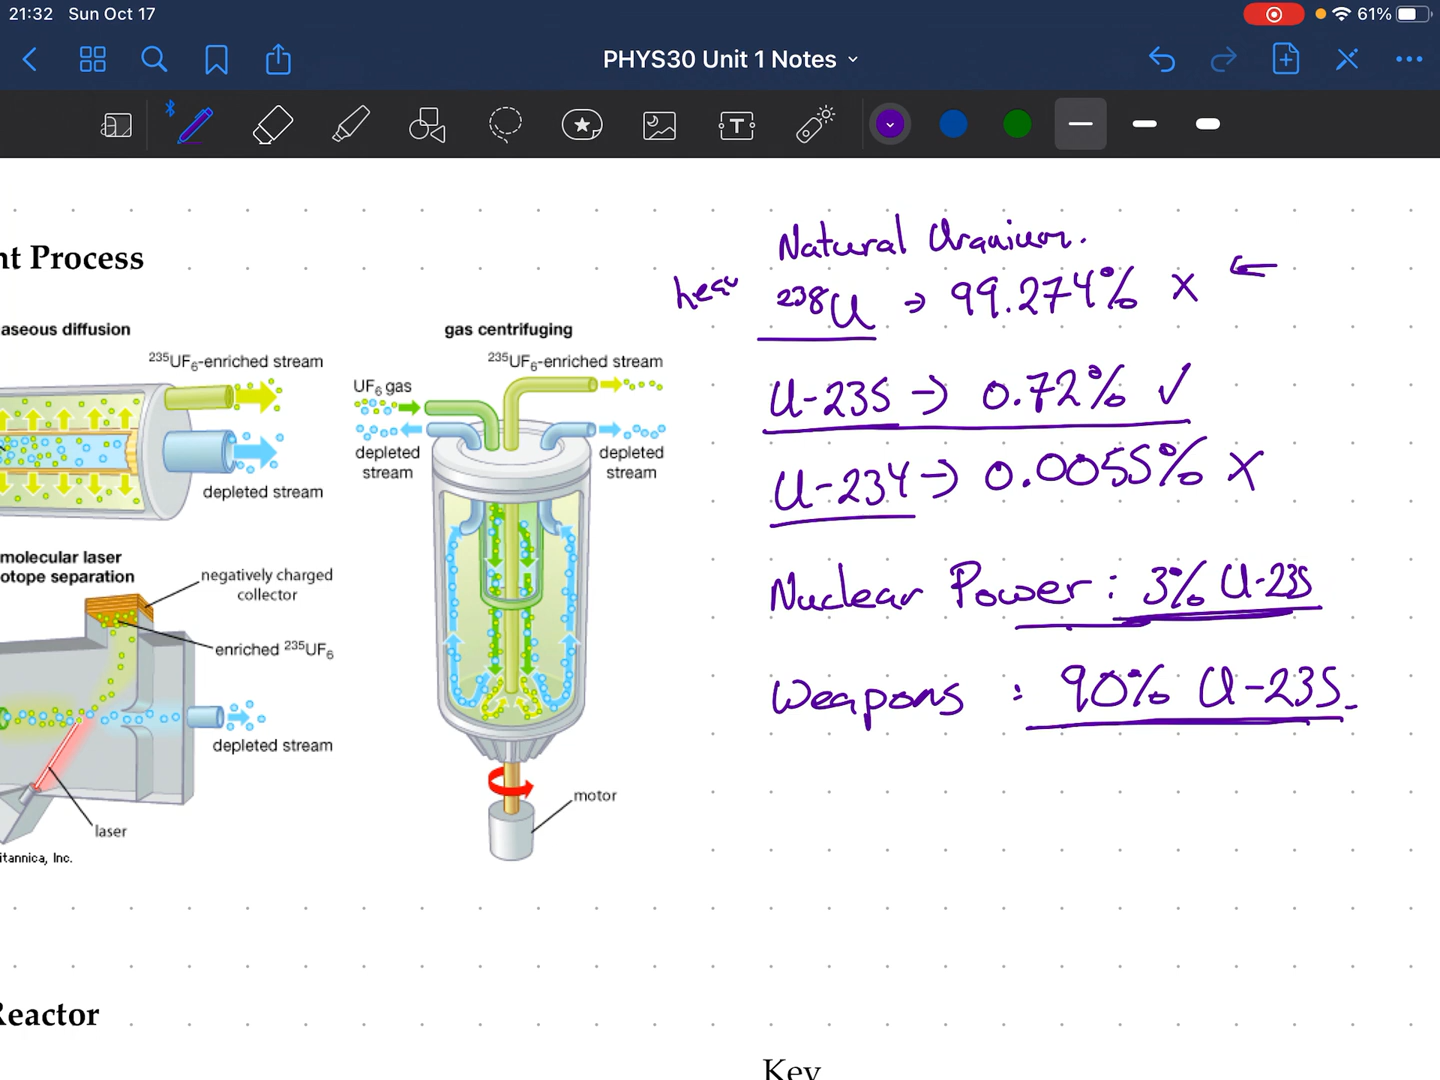 21:32 Sun Oct 17
61%
PHYS30 Unit 1 Notes
T
nt Process
aseous diffusion
²³⁵UF₆-enriched stream
depleted stream
molecular laser
otope separation
negatively charged
collector
enriched ²³⁵UF₆
depleted stream
laser
itannica, Inc.
gas centrifuging
²³⁵UF₆-enriched stream
UF₆ gas
depleted
stream
depleted
stream
motor
Natural Uranium.
²³⁸U → 99.274% X ←
U-235 → 0.72% ✓
U-234 → 0.0055% X
Nuclear Power: 3% U-235
Weapons : 90% U-235.
Reactor
Key